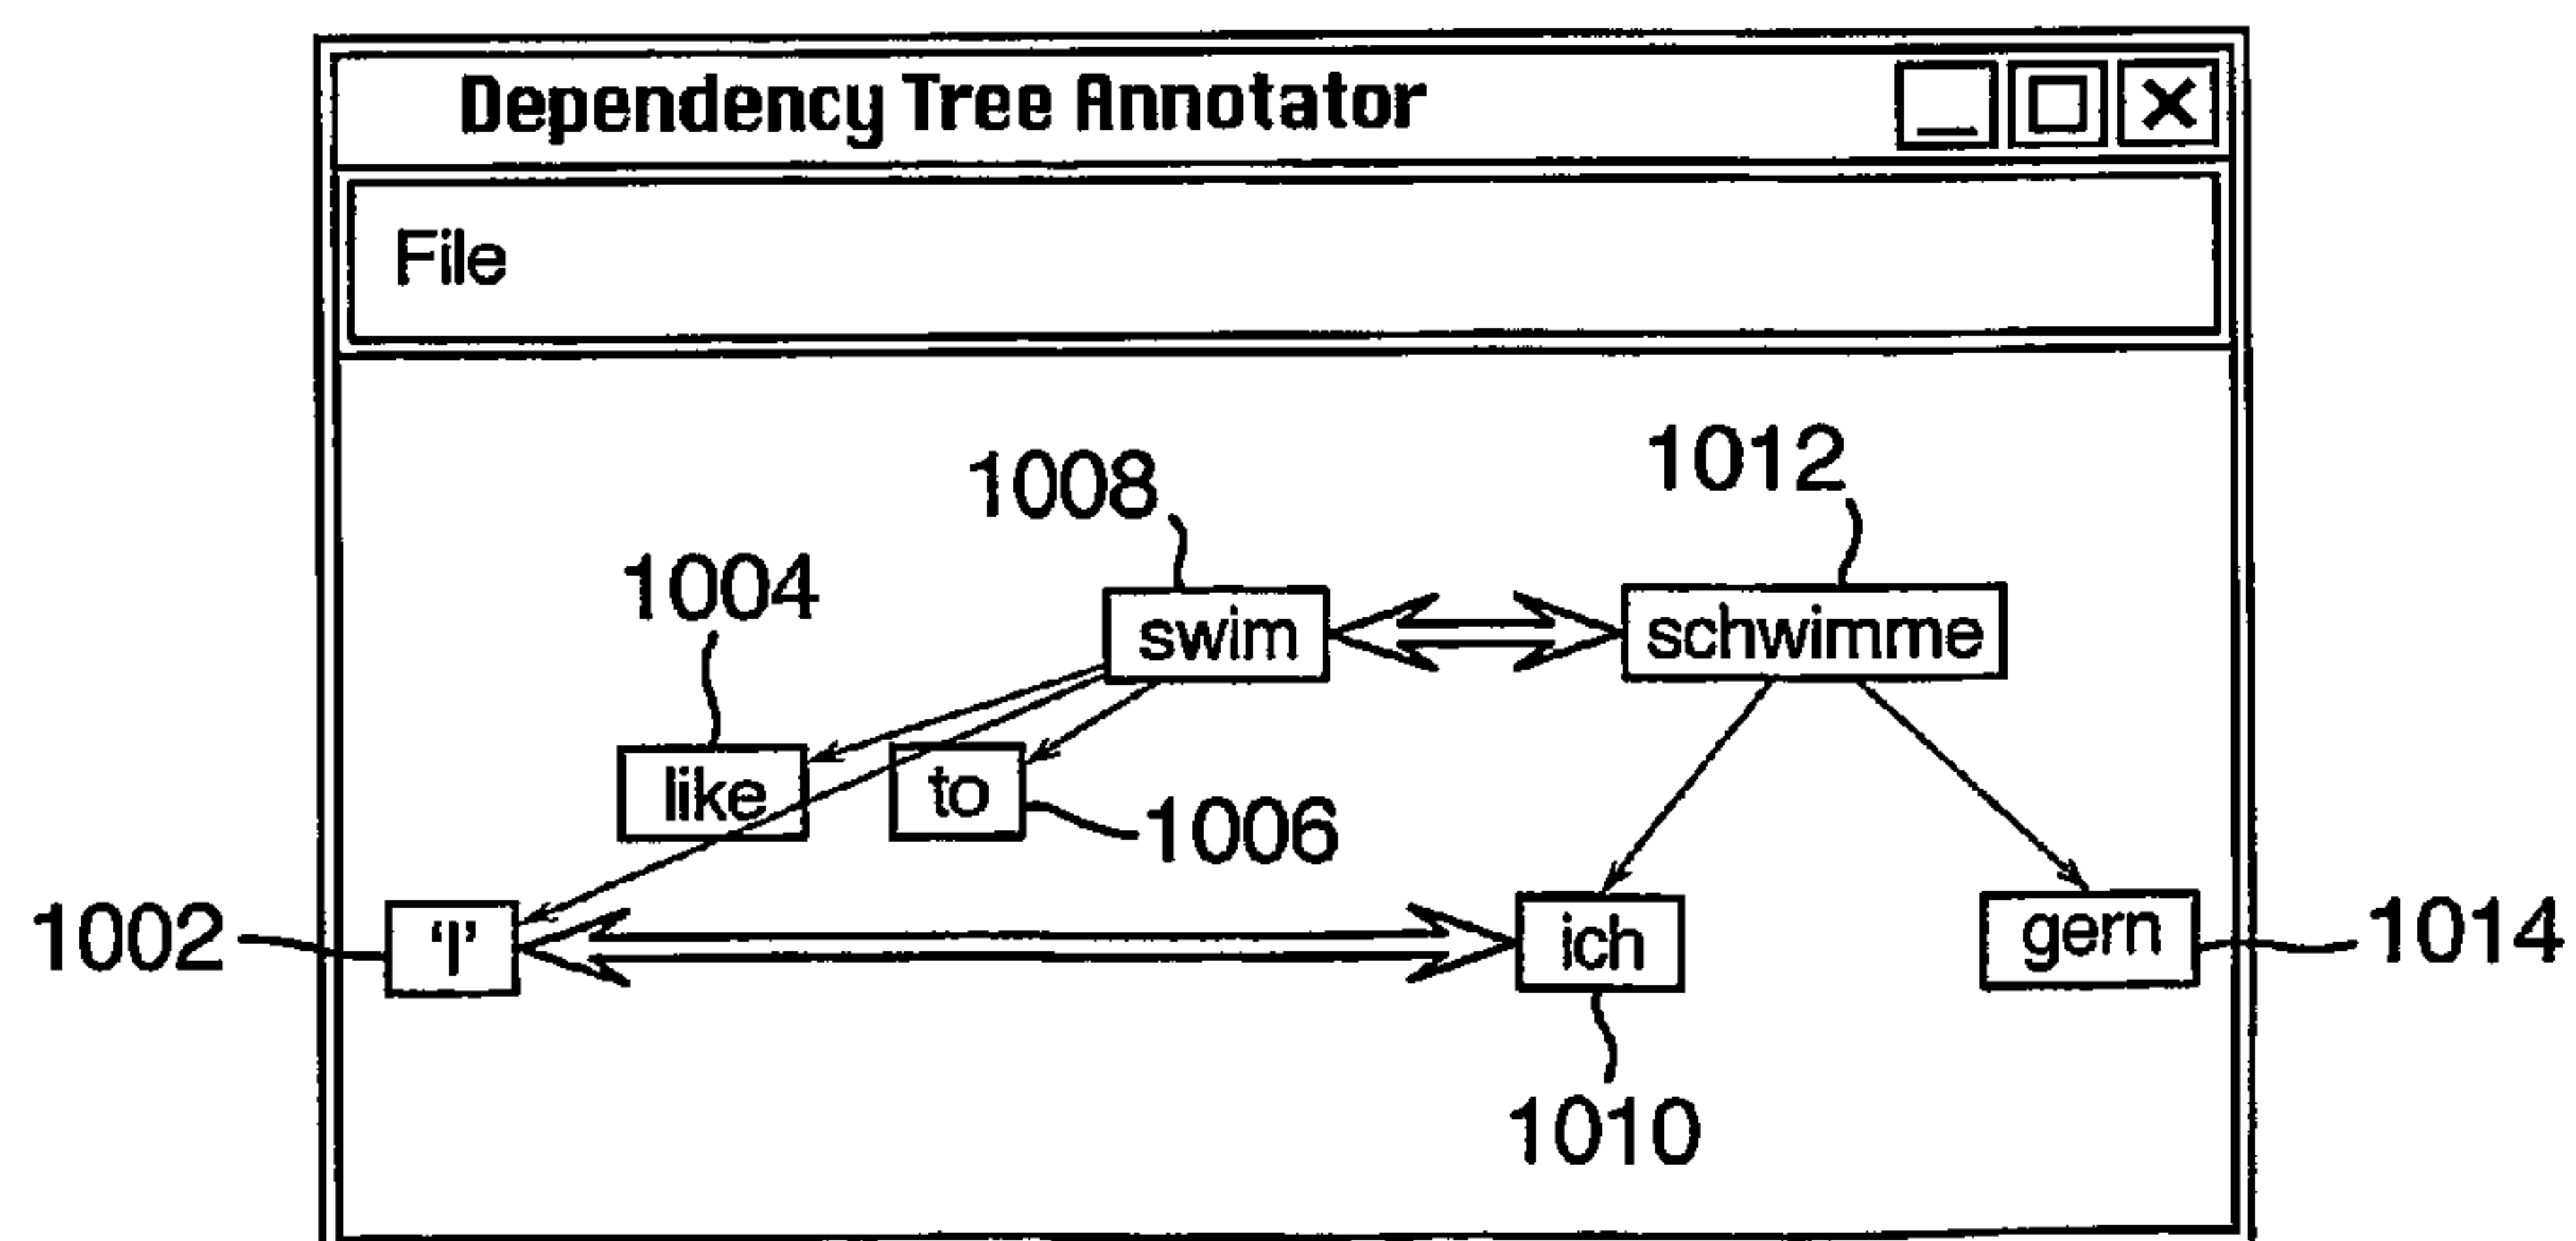 Dependency Tree Annotator
File
1008 1012
1004
swim schwimme
like to 1006
1002 'I' ich gern 1014
1010